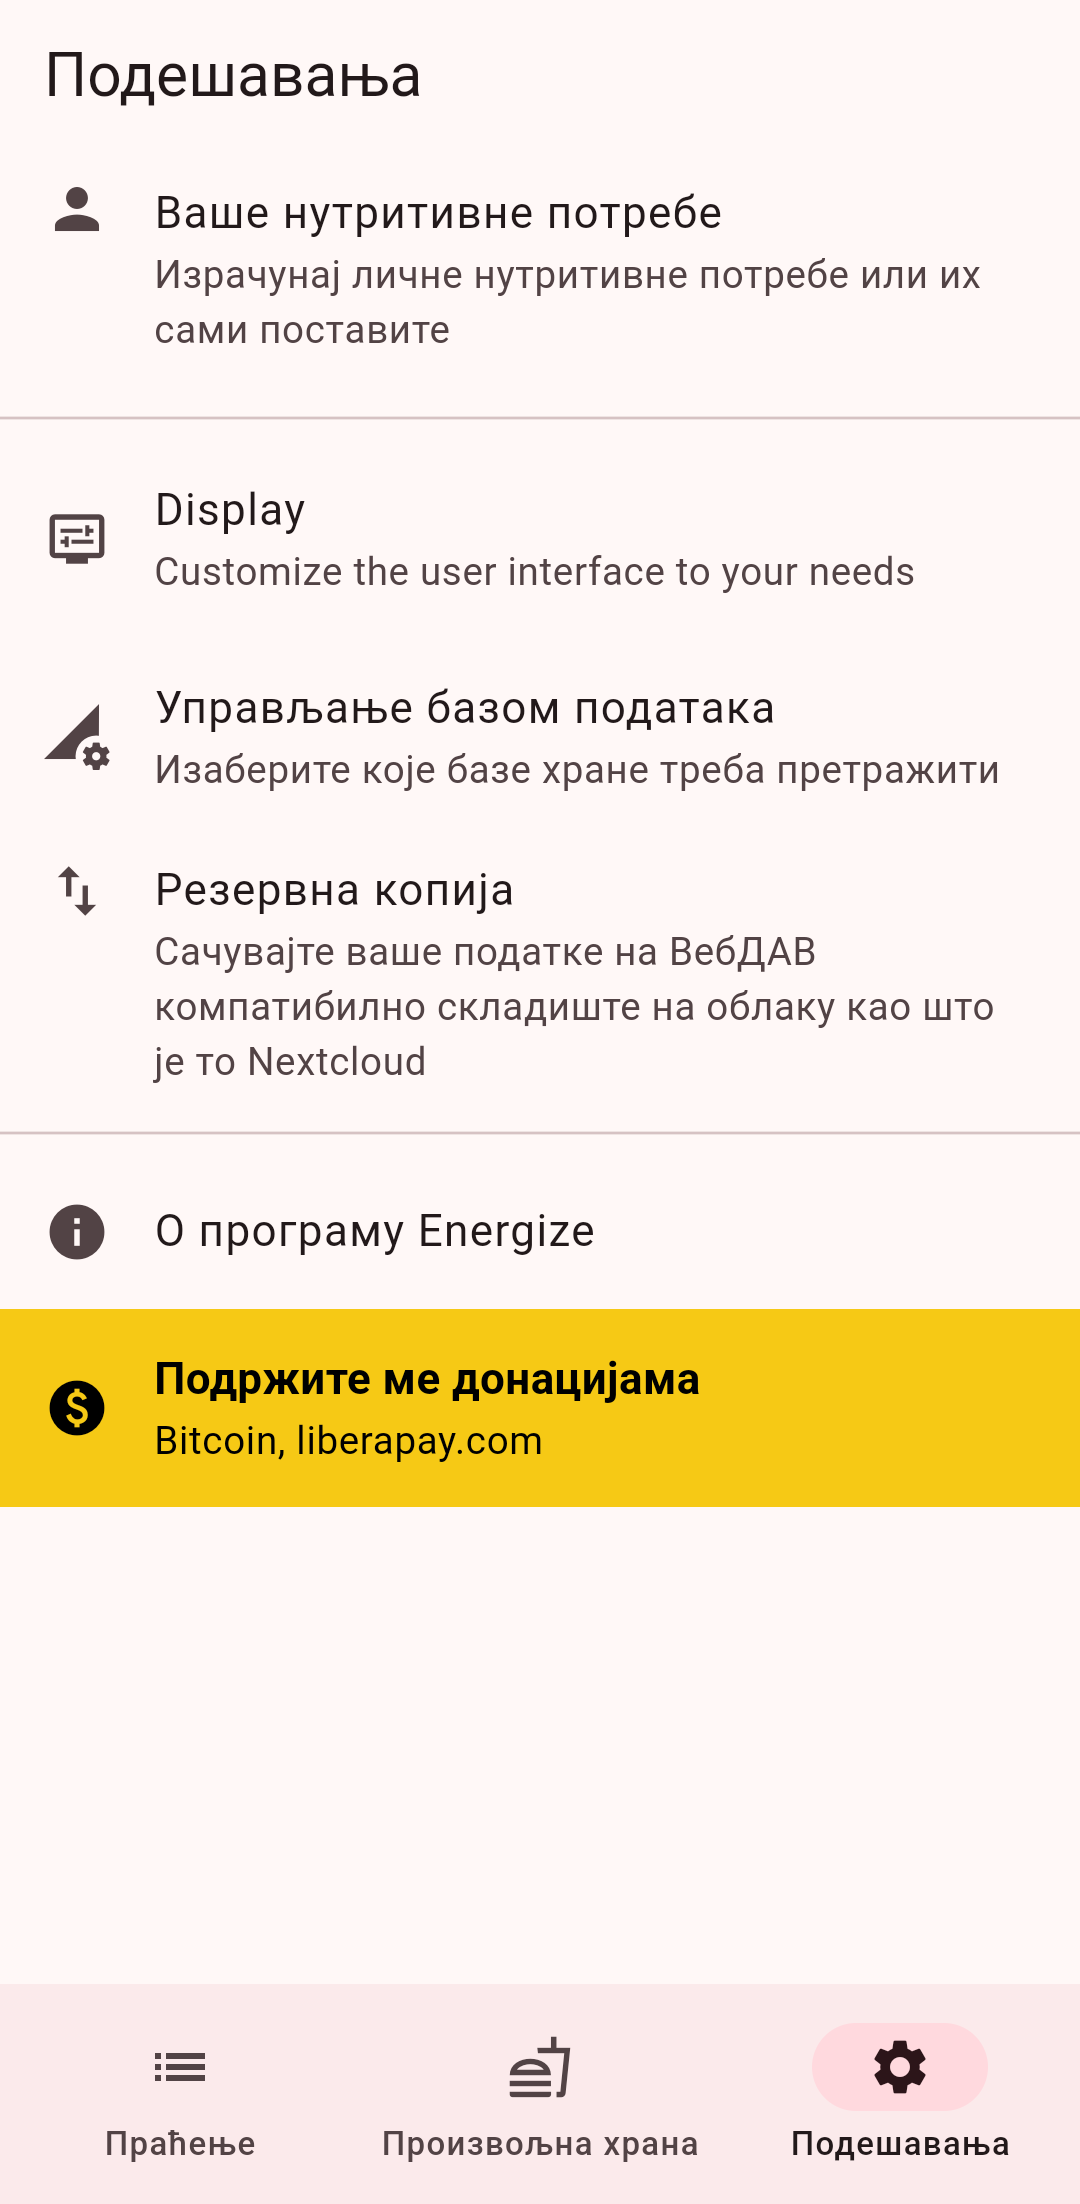 Подешавања
Ваше нутритивне потребе
Израчунај личне нутритивне потребе или их
сами поставите
Display
Customize the user interface to your needs
Управљање базом података
Изаберите које базе хране треба претражити
Резервна копија
Сачувајте ваше податке на ВебДАВ
компатибилно складиште на облаку као што
је то Nextcloud
О програму Energize
Подржите ме донацијама
Bitcoin, liberapay.com
Праћење
Произвољна храна
Подешавања